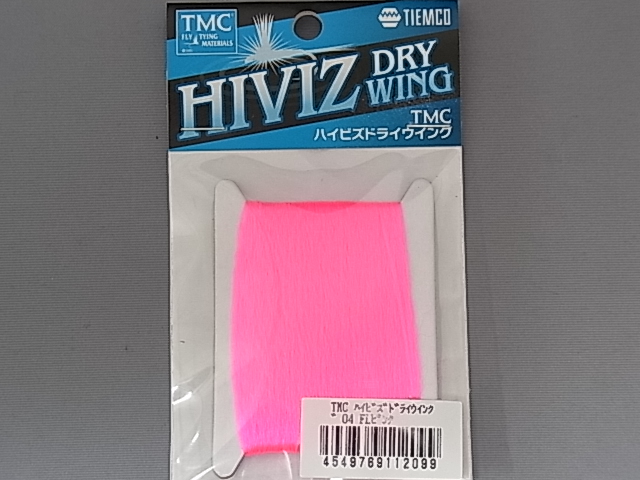 TMC
FLY TYING
MATERIALS
TIEMCO
HIVIZ DRY
WING
TMC
ハイビズドライウイング
TMC ハイビズドライウインク
04 FLピンク
4549769112099